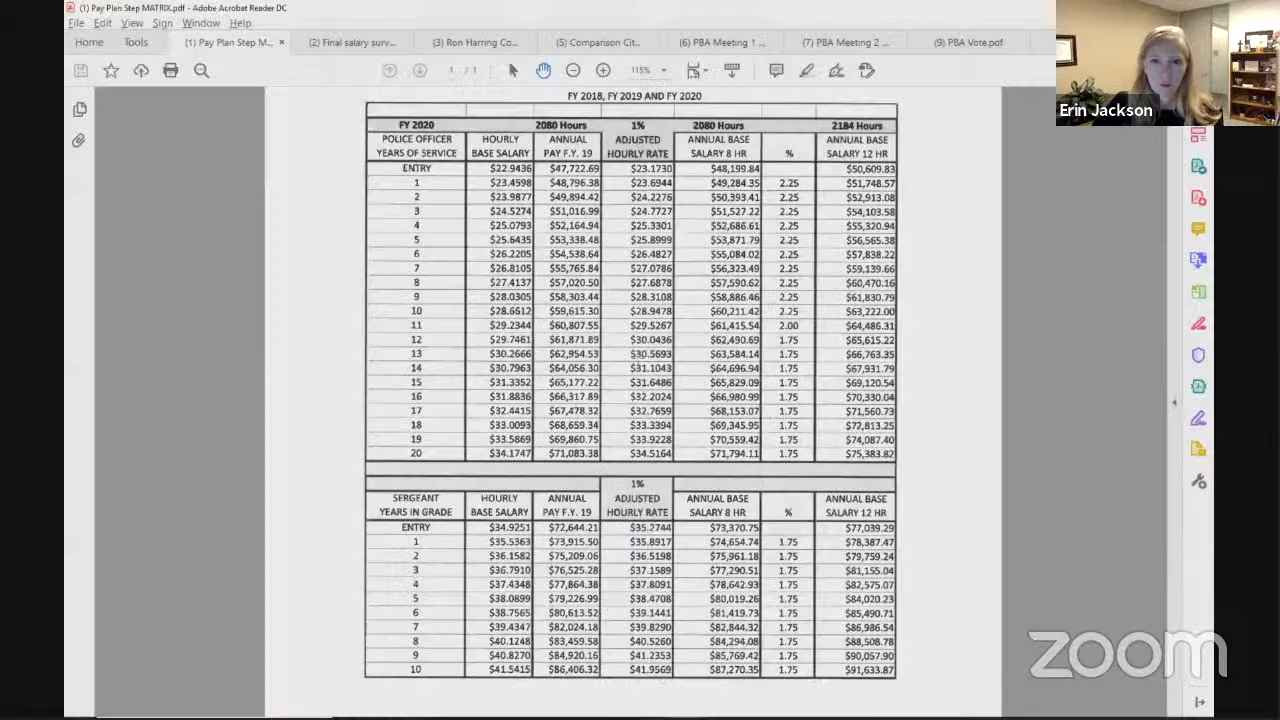 (1) Pay Plan Step MATRIX.pdf - Adobe Acrobat Reader DC
File Edit View Sign Window Help
Home Tools (1) Pay Plan Step M... × (2) Final salary surv... (3) Ron Harring Co... (5) Comparison Cit... (6) PBA Meeting 1 ... (7) PBA Meeting 2 ... (9) PBA Vote.pdf
115%
Erin Jackson
FY 2018, FY 2019 AND FY 2020
FY 2020 2080 Hours 1% 2080 Hours 2184 Hours
POLICE OFFICER HOURLY ANNUAL ADJUSTED ANNUAL BASE ANNUAL BASE
YEARS OF SERVICE BASE SALARY PAY F.Y. 19 HOURLY RATE SALARY 8 HR % SALARY 12 HR
ENTRY $22.9436 $47,722.69 $23.1730 $48,199.84 $50,609.83
1 $23.4598 $48,796.38 $23.6944 $49,284.35 2.25 $51,748.57
2 $23.9877 $49,894.42 $24.2276 $50,393.41 2.25 $52,913.08
3 $24.5274 $51,016.99 $24.7727 $51,527.22 2.25 $54,103.58
4 $25.0793 $52,164.94 $25.3301 $52,686.61 2.25 $55,320.94
5 $25.6435 $53,338.48 $25.8999 $53,871.79 2.25 $56,565.38
6 $26.2205 $54,538.64 $26.4827 $55,084.02 2.25 $57,838.22
7 $26.8105 $55,765.84 $27.0786 $56,323.49 2.25 $59,139.66
8 $27.4137 $57,020.50 $27.6878 $57,590.62 2.25 $60,470.16
9 $28.0305 $58,303.44 $28.3108 $58,886.46 2.25 $61,830.79
10 $28.6612 $59,615.30 $28.9478 $60,211.42 2.25 $63,222.00
11 $29.2344 $60,807.55 $29.5267 $61,415.54 2.00 $64,486.31
12 $29.7461 $61,871.89 $30.0436 $62,490.69 1.75 $65,615.22
13 $30.2666 $62,954.53 $30.5693 $63,584.14 1.75 $66,763.35
14 $30.7963 $64,056.30 $31.1043 $64,696.94 1.75 $67,931.79
15 $31.3352 $65,177.22 $31.6486 $65,829.09 1.75 $69,120.54
16 $31.8836 $66,317.89 $32.2024 $66,980.99 1.75 $70,330.04
17 $32.4415 $67,478.32 $32.7659 $68,153.07 1.75 $71,560.73
18 $33.0093 $68,659.34 $33.3394 $69,345.95 1.75 $72,813.25
19 $33.5869 $69,860.75 $33.9228 $70,559.42 1.75 $74,087.40
20 $34.1747 $71,083.38 $34.5164 $71,794.11 1.75 $75,383.82
1%
SERGEANT HOURLY ANNUAL ADJUSTED ANNUAL BASE ANNUAL BASE
YEARS IN GRADE BASE SALARY PAY F.Y. 19 HOURLY RATE SALARY 8 HR % SALARY 12 HR
ENTRY $34.9251 $72,644.21 $35.2744 $73,370.75 $77,039.29
1 $35.5363 $73,915.50 $35.8917 $74,654.74 1.75 $78,387.47
2 $36.1582 $75,209.06 $36.5198 $75,961.18 1.75 $79,759.24
3 $36.7910 $76,525.28 $37.1589 $77,290.51 1.75 $81,155.04
4 $37.4348 $77,864.38 $37.8091 $78,642.93 1.75 $82,575.07
5 $38.0899 $79,226.99 $38.4708 $80,019.26 1.75 $84,020.23
6 $38.7565 $80,613.52 $39.1441 $81,419.73 1.75 $85,490.71
7 $39.4347 $82,024.18 $39.8290 $82,844.32 1.75 $86,986.54
8 $40.1248 $83,459.58 $40.5260 $84,294.08 1.75 $88,508.78
9 $40.8270 $84,920.16 $41.2353 $85,769.42 1.75 $90,057.90
10 $41.5415 $86,406.32 $41.9569 $87,270.35 1.75 $91,633.87
zoom